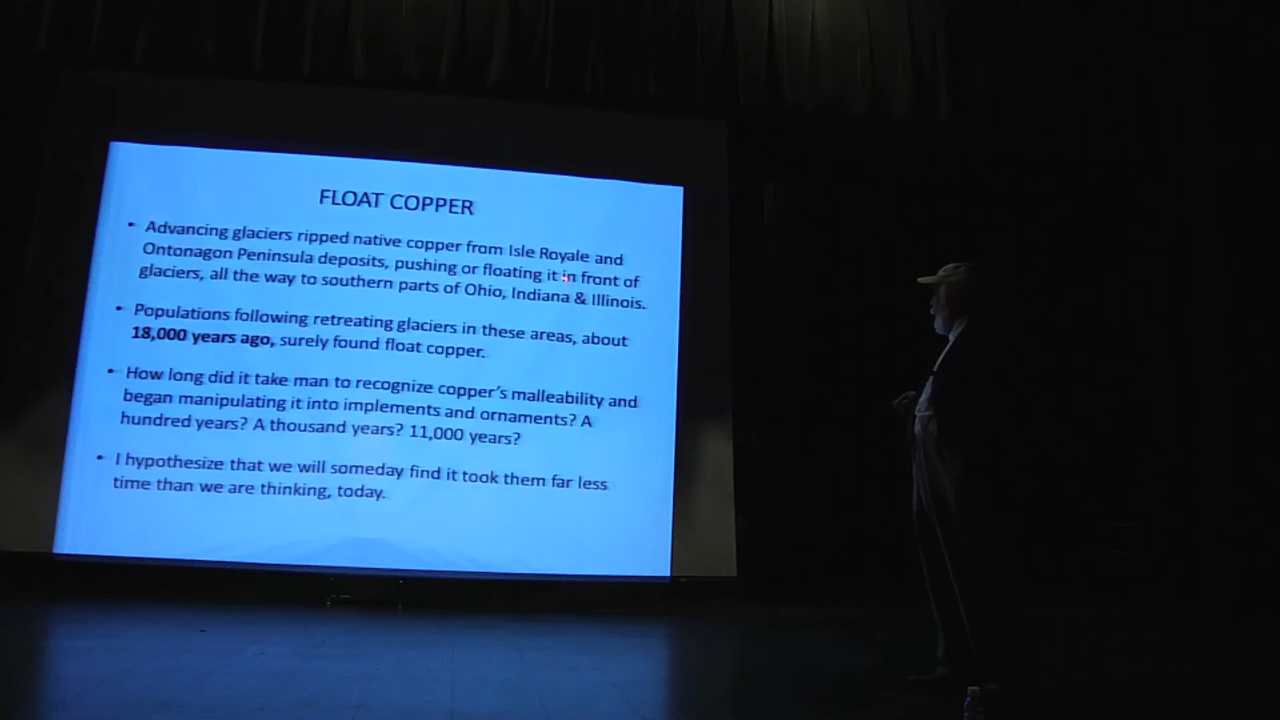 FLOAT COPPER
• Advancing glaciers ripped native copper from Isle Royale and
Ontonagon Peninsula deposits, pushing or floating it in front of
glaciers, all the way to southern parts of Ohio, Indiana & Illinois.
• Populations following retreating glaciers in these areas, about
18,000 years ago, surely found float copper.
• How long did it take man to recognize copper's malleability and
began manipulating it into implements and ornaments? A
hundred years? A thousand years? 11,000 years?
• I hypothesize that we will someday find it took them far less
time than we are thinking, today.